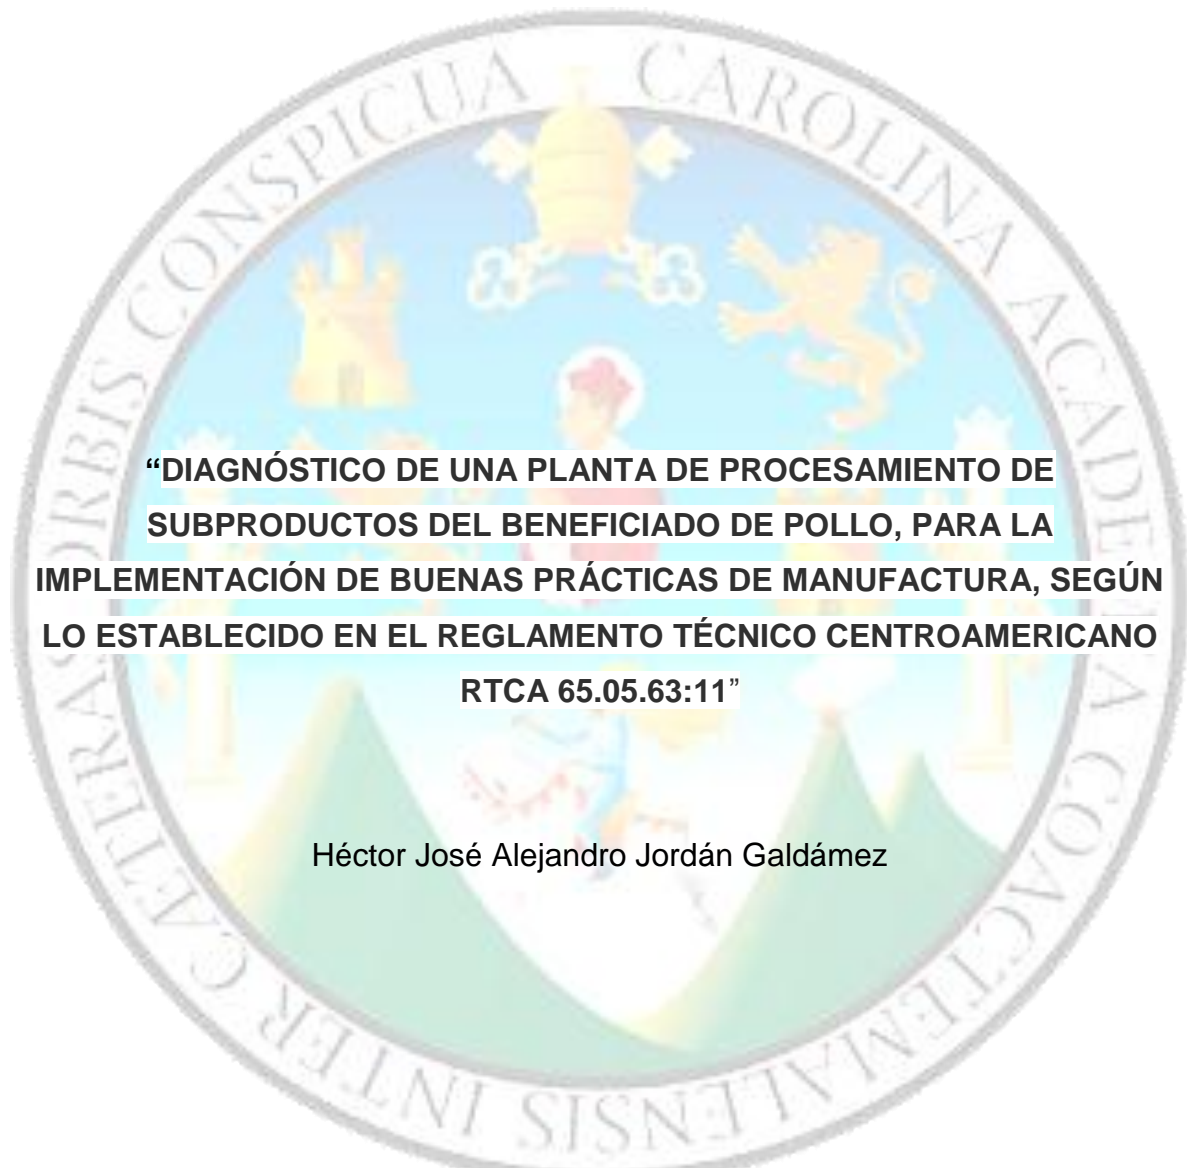 CAROLINA ACADEMIA COACTEMALENSIS INTER CÆTERAS ORBIS CONSPICUA
“DIAGNÓSTICO DE UNA PLANTA DE PROCESAMIENTO DE
SUBPRODUCTOS DEL BENEFICIADO DE POLLO, PARA LA
IMPLEMENTACIÓN DE BUENAS PRÁCTICAS DE MANUFACTURA, SEGÚN
LO ESTABLECIDO EN EL REGLAMENTO TÉCNICO CENTROAMERICANO
RTCA 65.05.63:11”
Héctor José Alejandro Jordán Galdámez